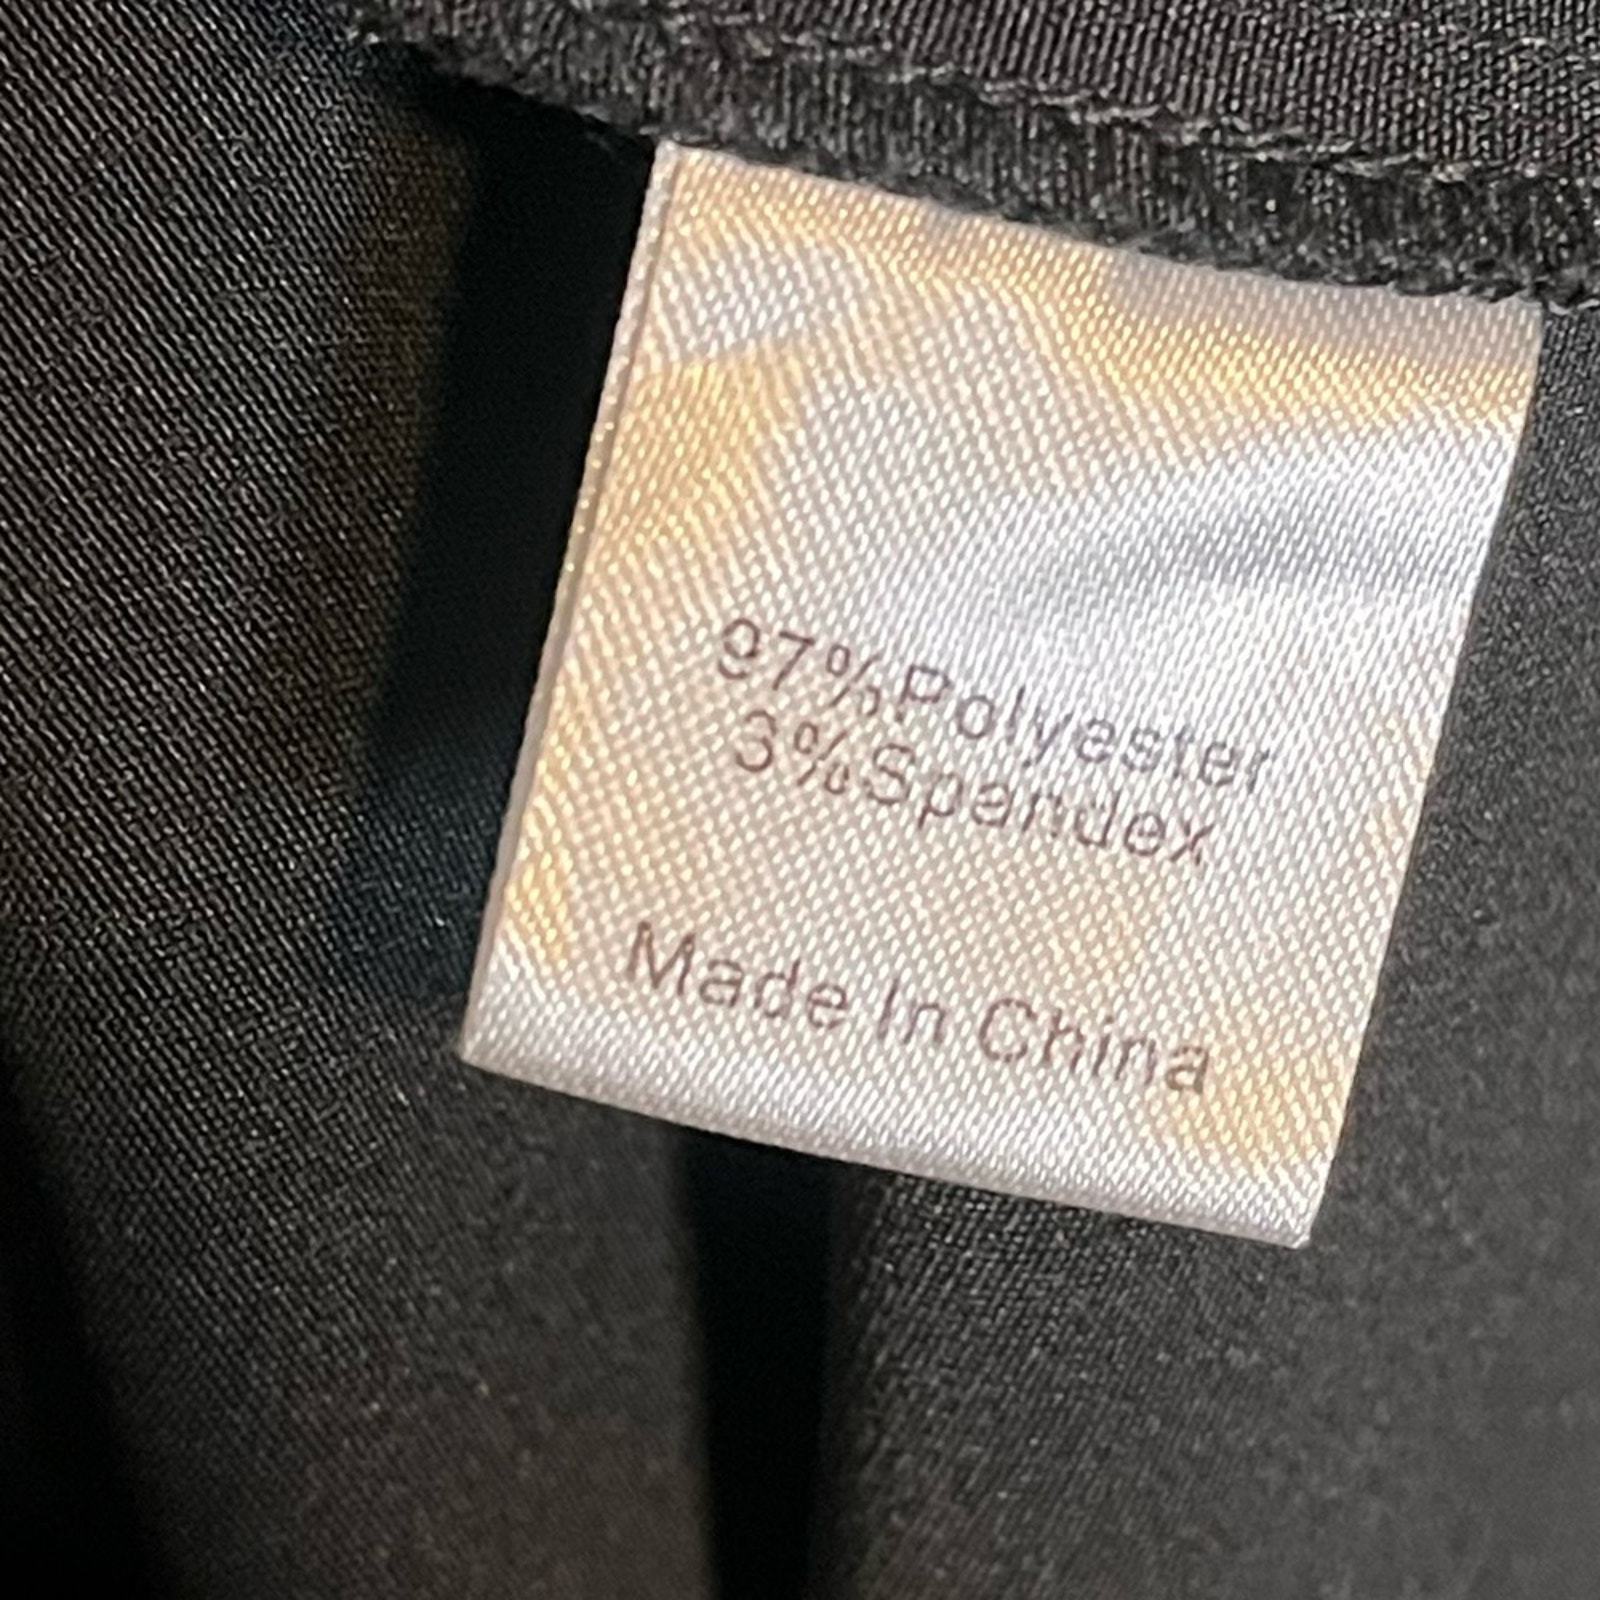 97%Polyester
3%Spandex
Made In China